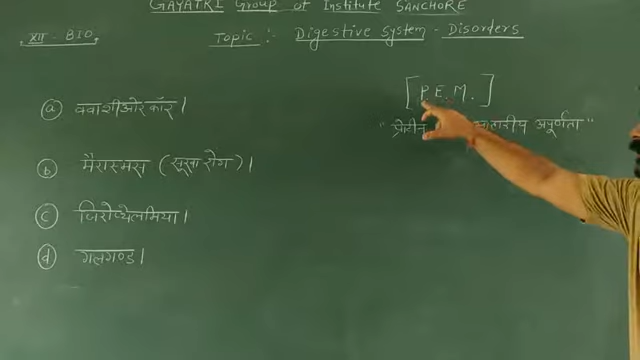 GAYATRI Group of Institute SANCHORE
XII - BIO
Topic :- Digestive system - Disorders
[P.E.M.]
"प्रोटीन अपूर्णता"
(a) क्वाशीओरकॉर।
(b) मैरास्मस (सूखा रोग)।
(c) जिरोप्थैलमिया।
(d) गलगण्ड।